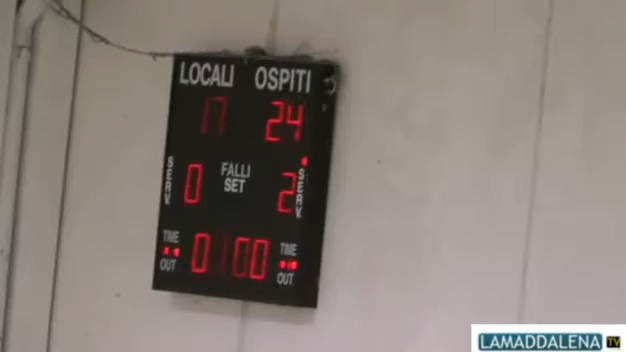 LOCALI OSPITI
17 24
SERV 0 FALLI SET 2 SERV
TIME OUT 01 00 TIME OUT
LAMADDALENA TV